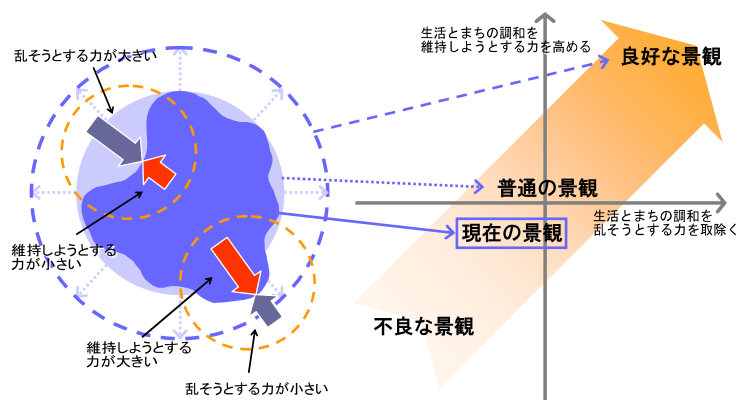 乱そうとする力が大きい
維持しようとする
力が小さい
維持しようとする
力が大きい
乱そうとする力が小さい
生活とまちの調和を
維持しようとする力を高める
良好な景観
普通の景観
生活とまちの調和を
乱そうとする力を取除く
現在の景観
不良な景観